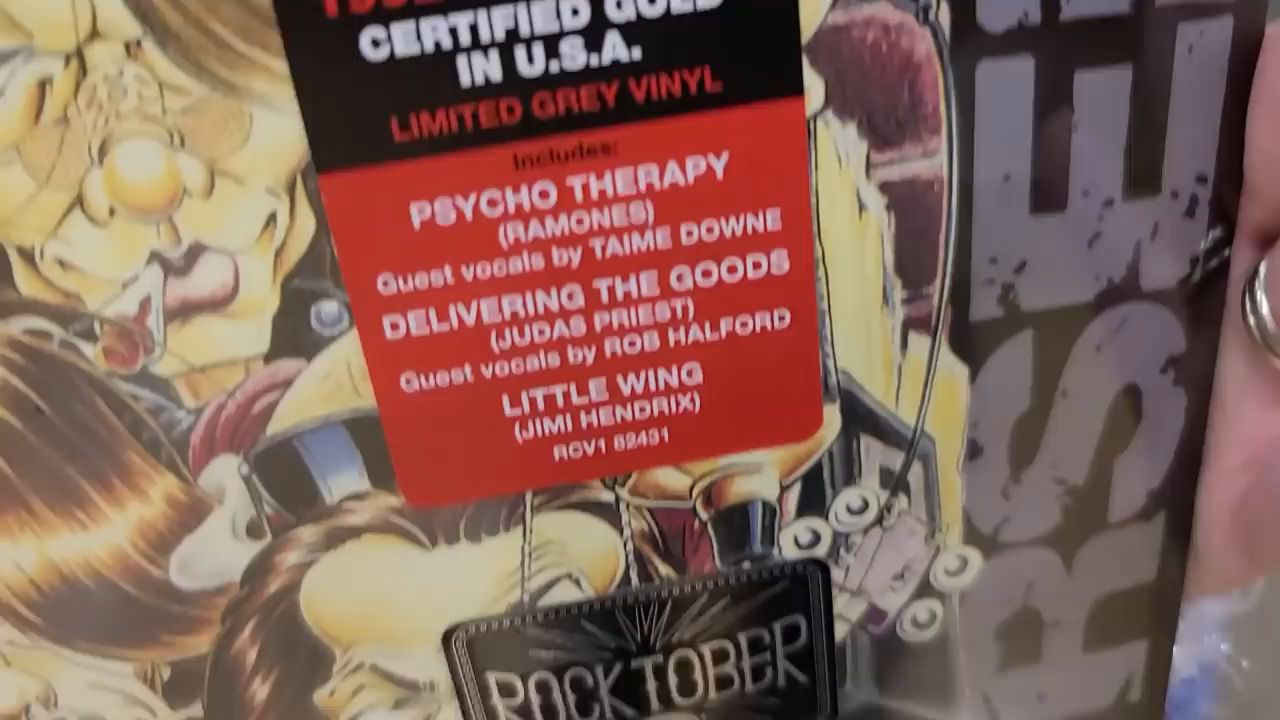 CERTIFIED GOLD
IN U.S.A.
LIMITED GREY VINYL
Includes:
PSYCHO THERAPY
(RAMONES)
Guest vocals by TAIME DOWNE
DELIVERING THE GOODS
(JUDAS PRIEST)
Guest vocals by ROB HALFORD
LITTLE WING
(JIMI HENDRIX)
RCV1 82431
ROCKTOBER
RSE